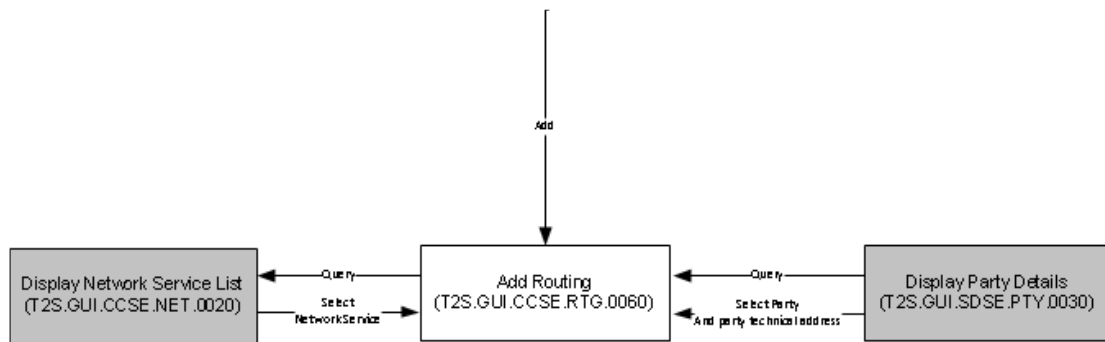 Add
Display Network Service List
(T2S.GUI.CCSE.NET.0020)
Query
Select
NetworkService
Add Routing
(T2S.GUI.CCSE.RTG.0060)
Query
Select Party
And party technical address
Display Party Details
(T2S.GUI.SDSE.PTY.0030)